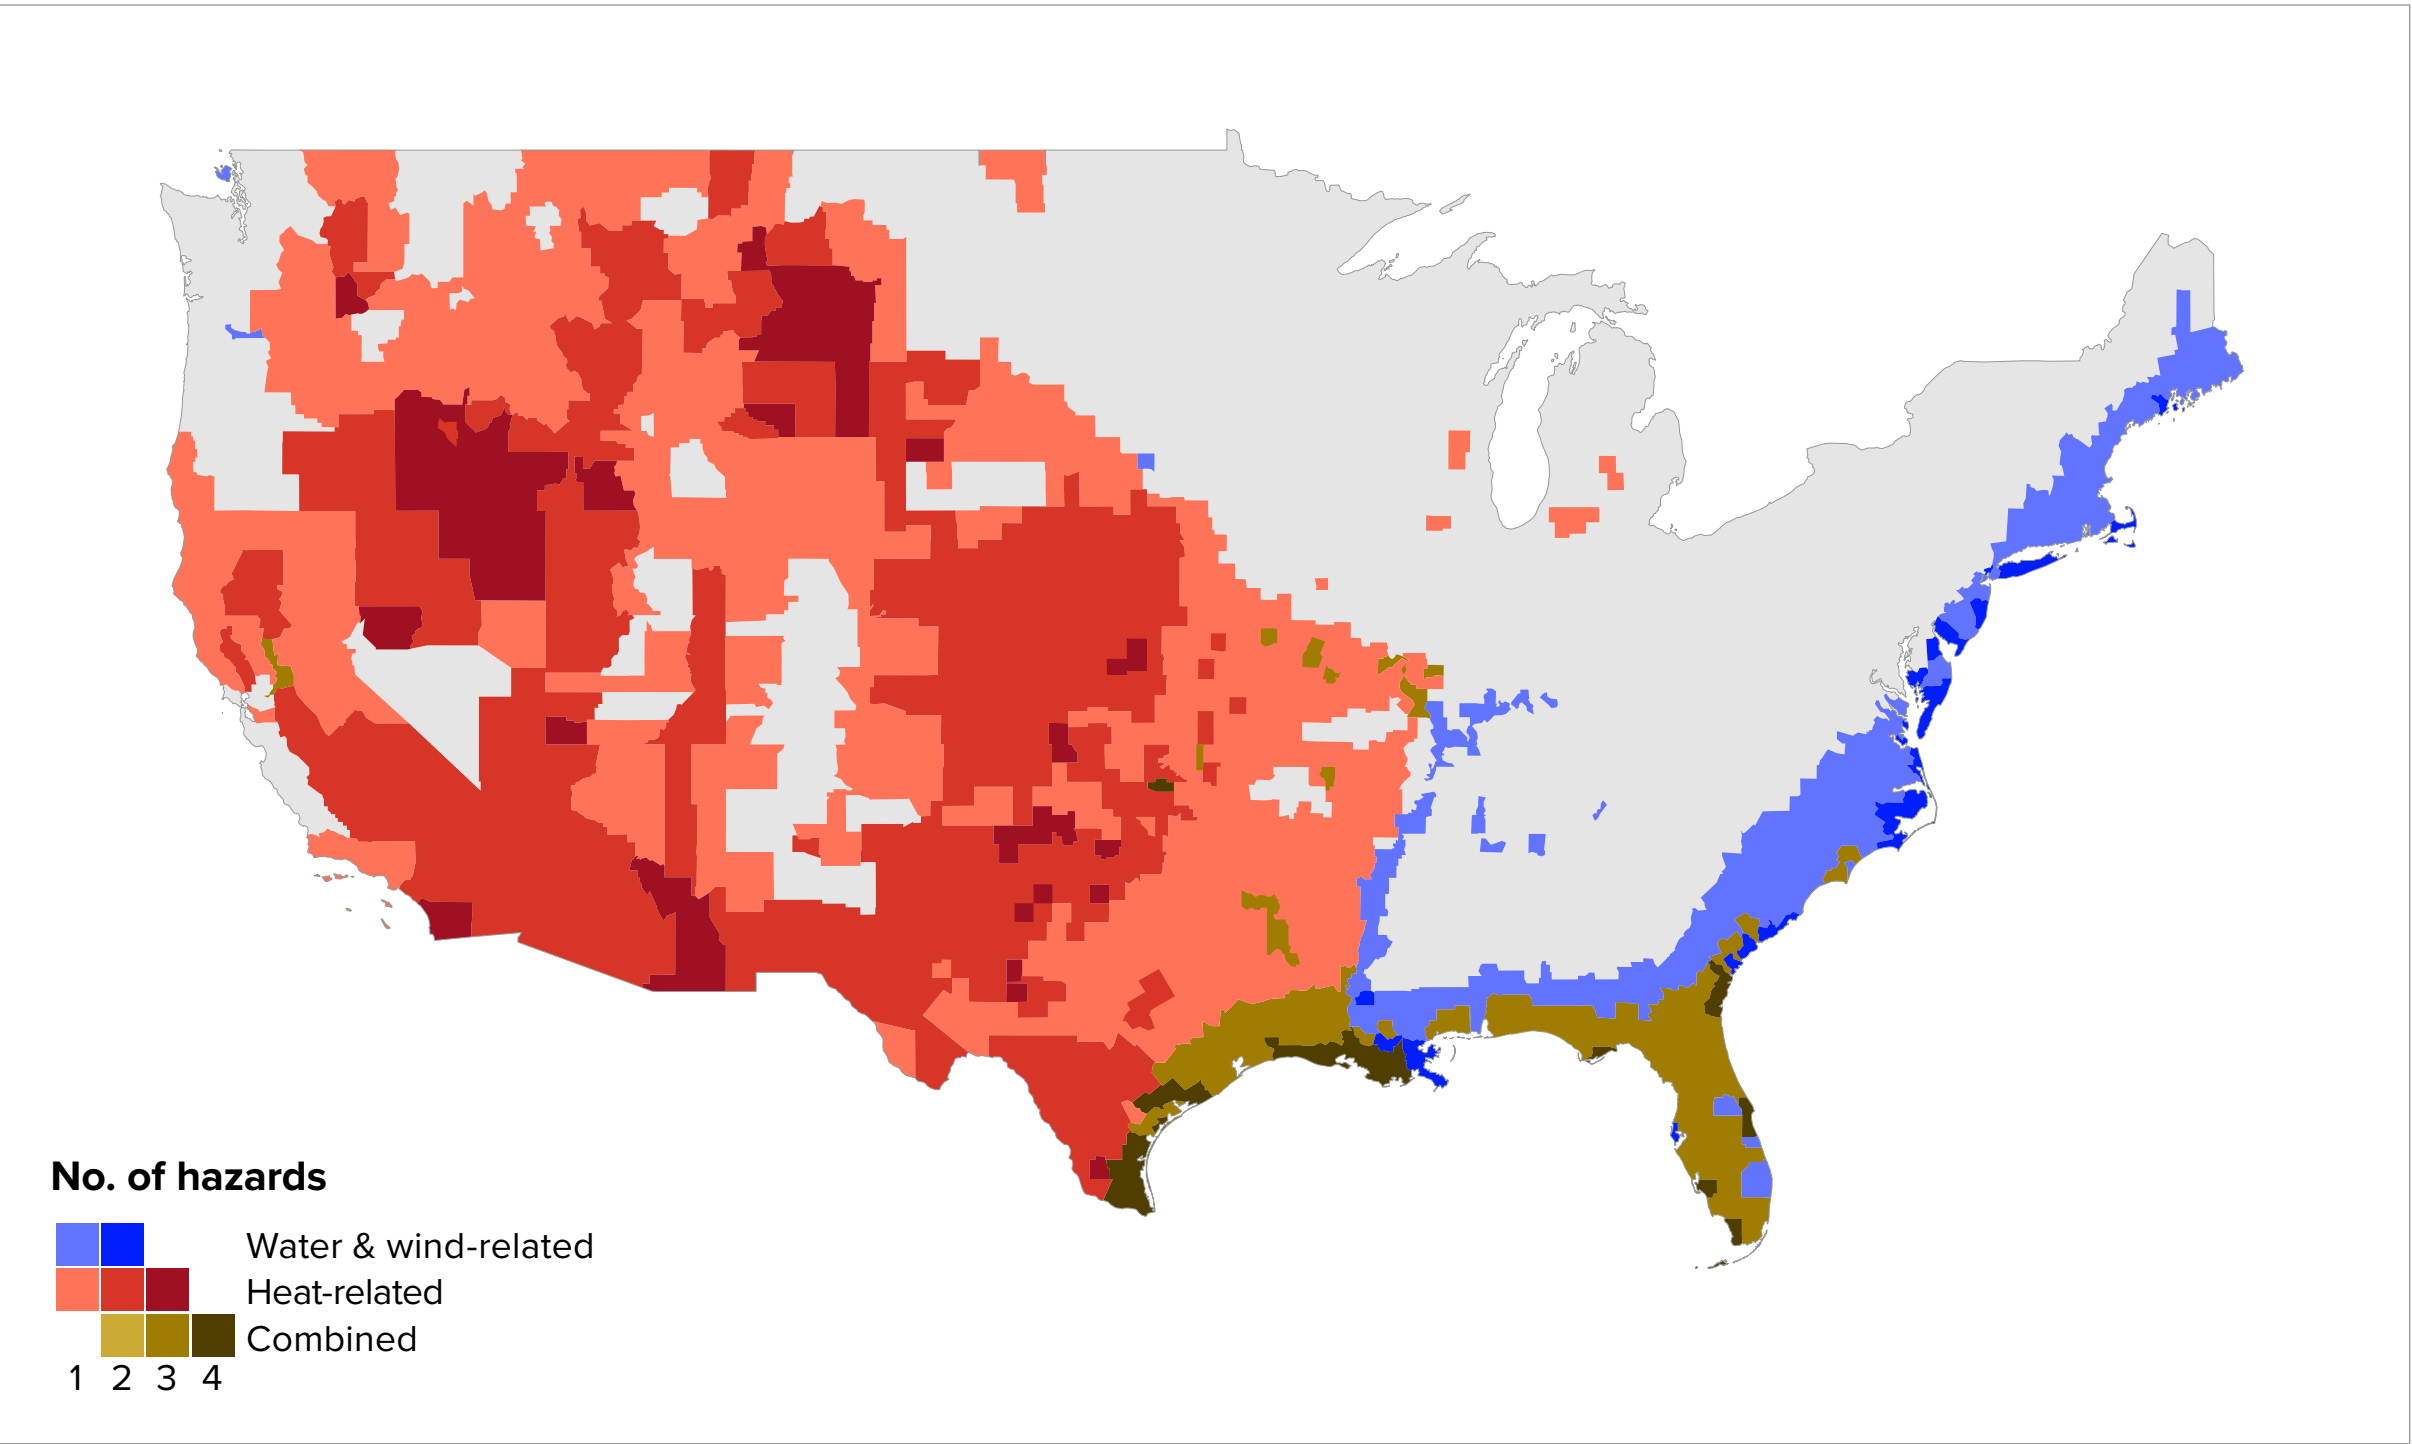 No. of hazards
Water & wind-related
Heat-related
Combined
1 2 3 4